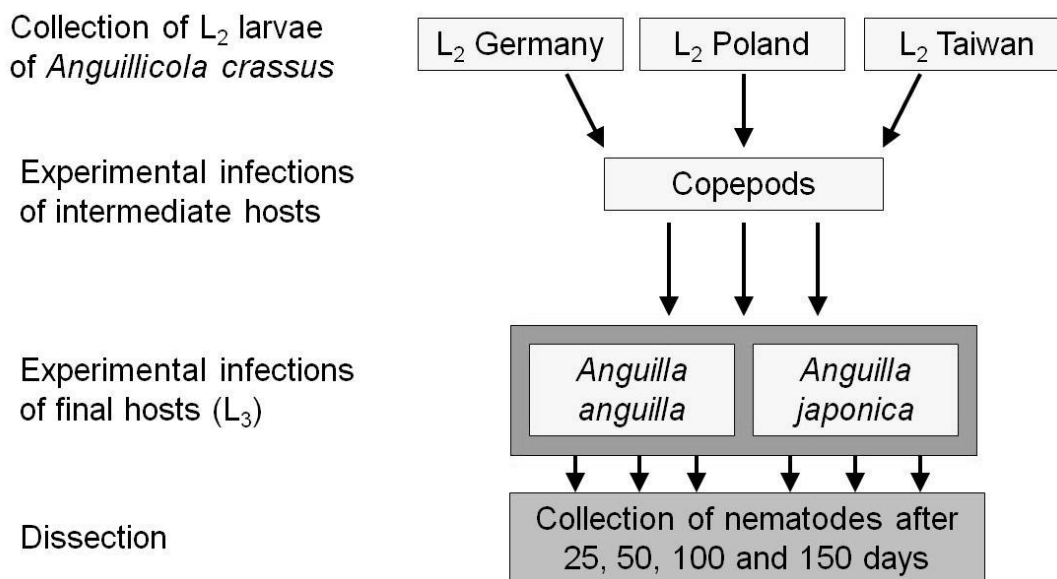 Collection of L₂ larvae
of Anguillicola crassus
L₂ Germany
L₂ Poland
L₂ Taiwan
Experimental infections
of intermediate hosts
Copepods
Experimental infections
of final hosts (L₃)
Anguilla
anguilla
Anguilla
japonica
Dissection
Collection of nematodes after
25, 50, 100 and 150 days